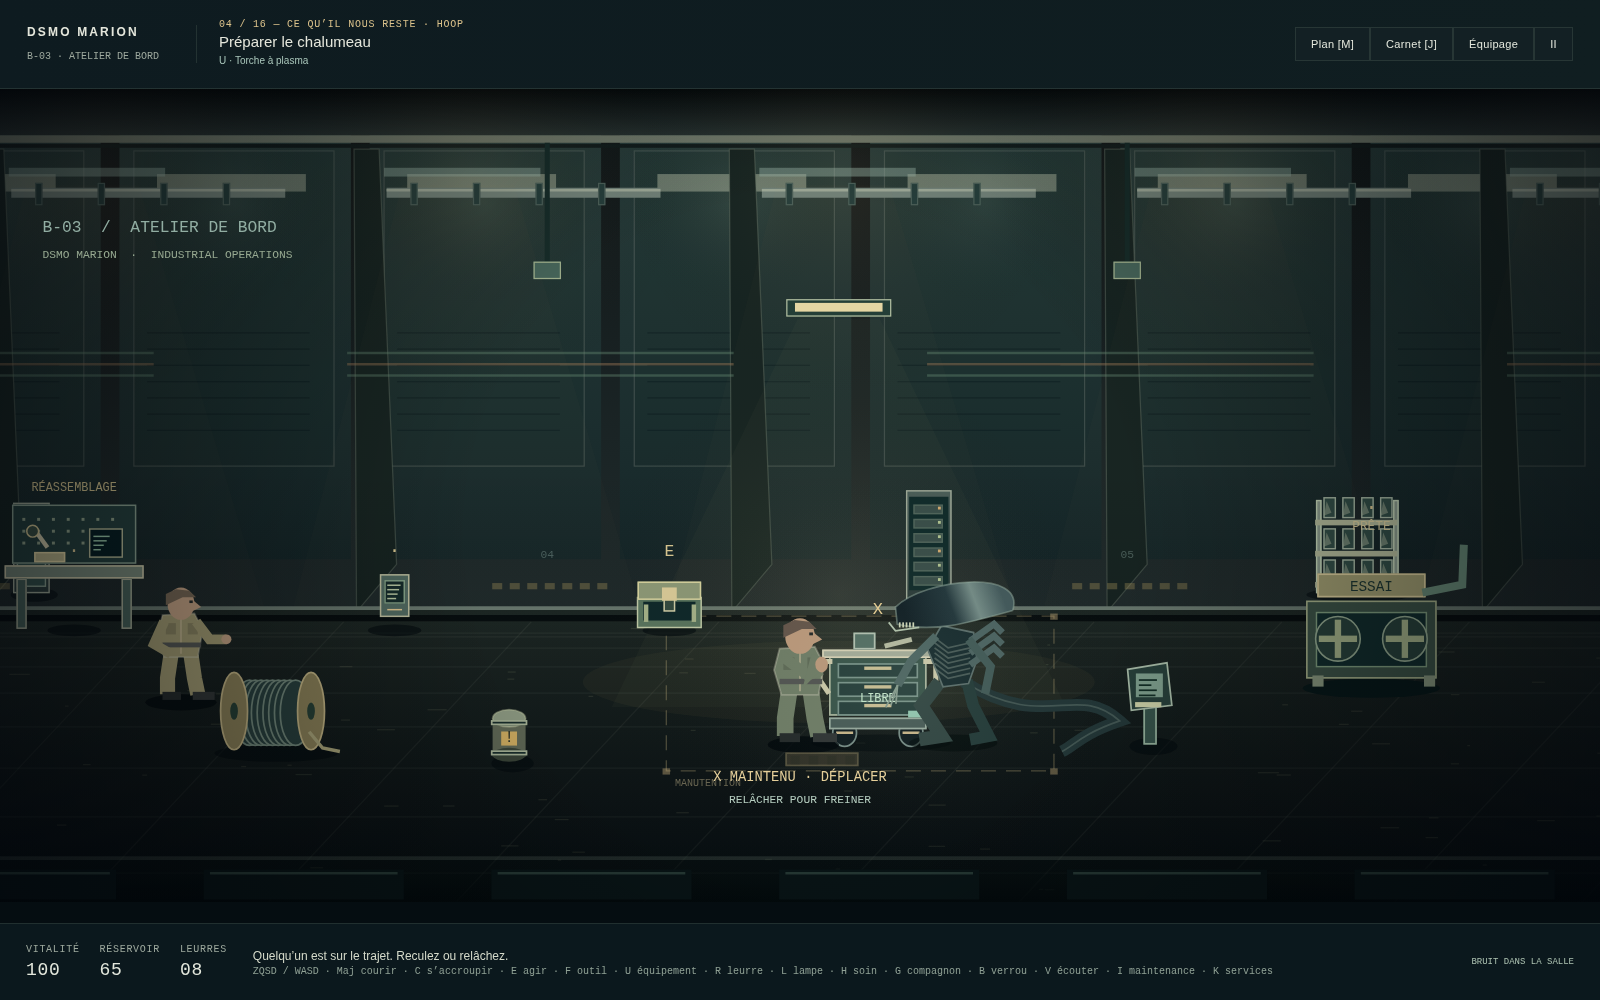 DSMO MARION
B-03 · ATELIER DE BORD
04 / 16 — CE QU’IL NOUS RESTE · HOOP
Préparer le chalumeau
U · Torche à plasma
Plan [M]
Carnet [J]
Équipage
II
B-03 / ATELIER DE BORD
DSMO MARION · INDUSTRIAL OPERATIONS
RÉASSEMBLAGE
04
E
05
PRÊTE
ESSAI
X
LIBRE
!
X MAINTENU · DÉPLACER
MANUTENTION
RELÂCHER POUR FREINER
VITALITÉ
100
RÉSERVOIR
65
LEURRES
08
Quelqu’un est sur le trajet. Reculez ou relâchez.
ZQSD / WASD · Maj courir · C s’accroupir · E agir · F outil · U équipement · R leurre · L lampe · H soin · G compagnon · B verrou · V écouter · I maintenance · K services
BRUIT DANS LA SALLE